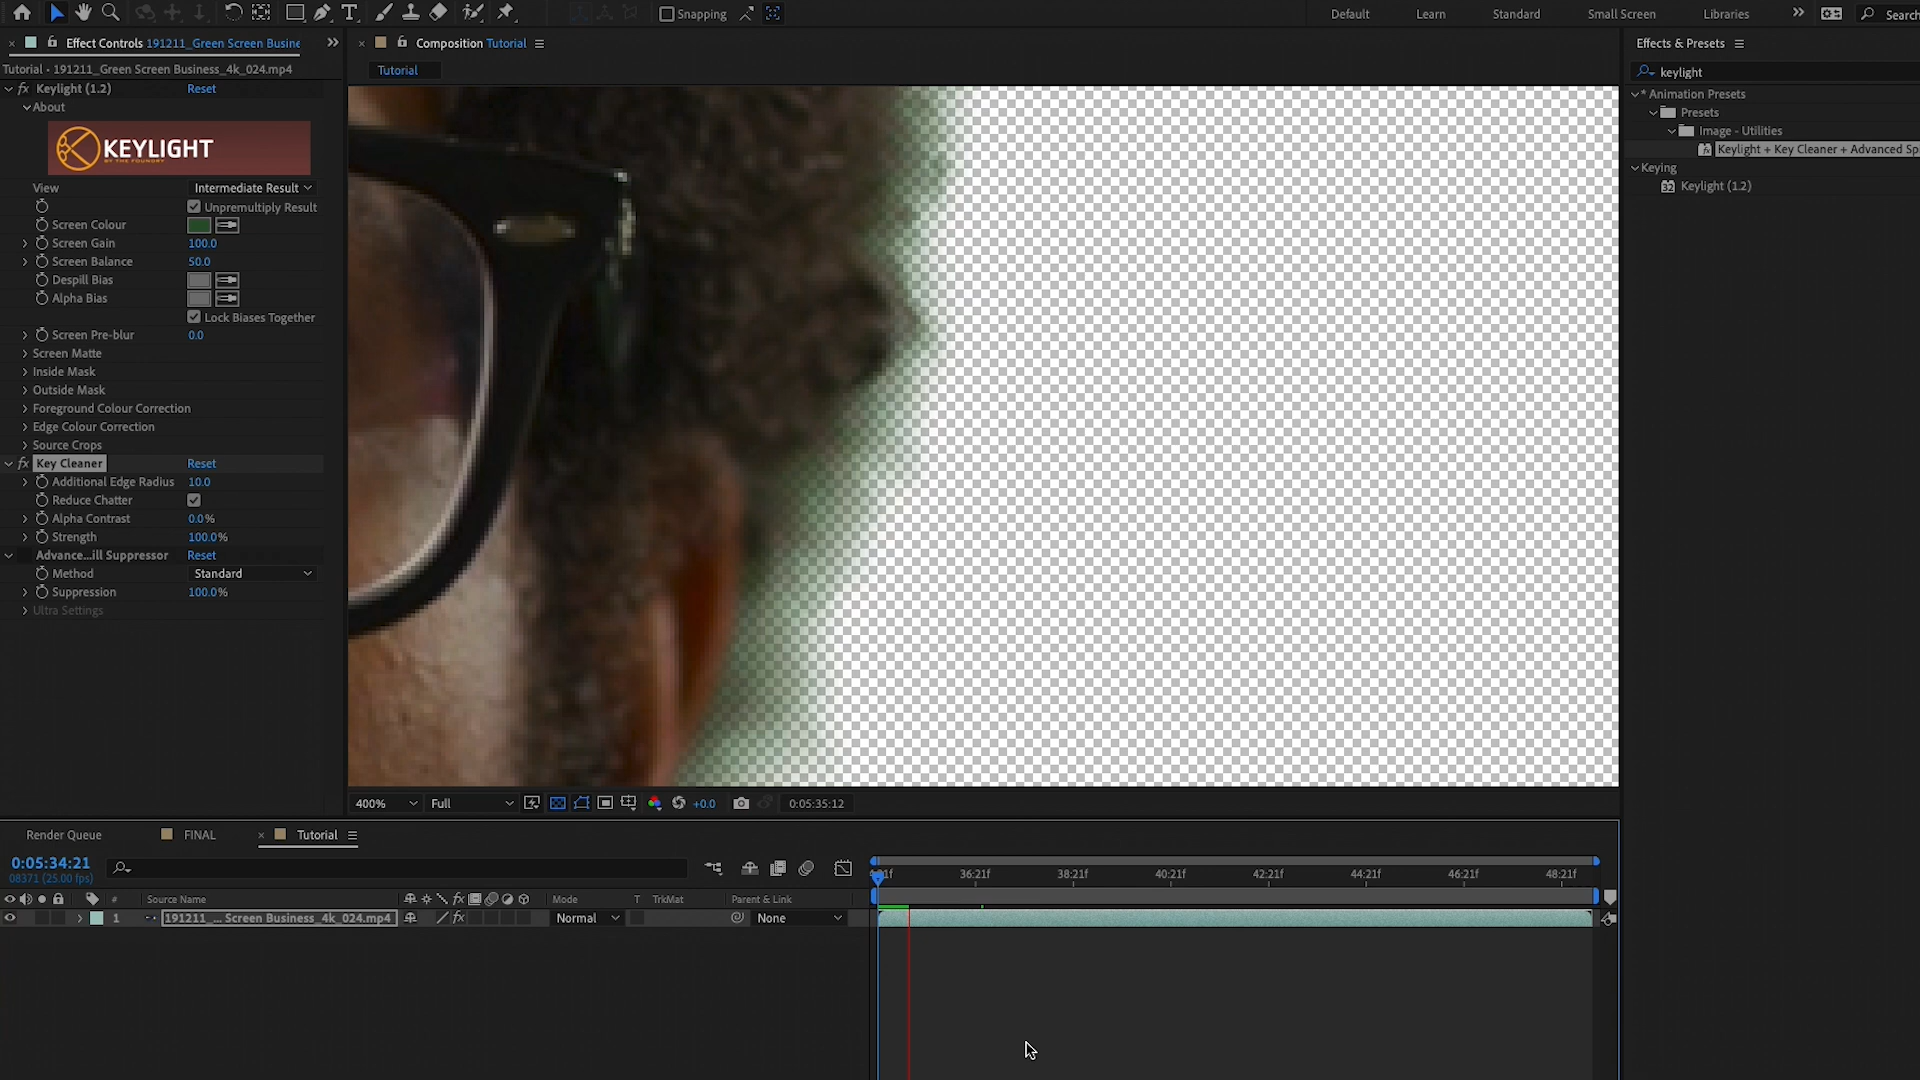 Snapping
Default
Learn
Standard
Small Screen
Libraries
Search
Effect Controls 191211_Green Screen Busine
Composition Tutorial
Effects & Presets
Tutorial • 191211_Green Screen Business_4k_024.mp4
Tutorial
keylight
fx Keylight (1.2) Reset
About
KEYLIGHT
BY THE FOUNDRY
View Intermediate Result
Unpremultiply Result
Screen Colour
Screen Gain 100.0
Screen Balance 50.0
Despill Bias
Alpha Bias
Lock Biases Together
Screen Pre-blur 0.0
Screen Matte
Inside Mask
Outside Mask
Foreground Colour Correction
Edge Colour Correction
Source Crops
fx Key Cleaner Reset
Additional Edge Radius 10.0
Reduce Chatter
Alpha Contrast 0.0%
Strength 100.0%
Advance...ill Suppressor Reset
Method Standard
Suppression 100.0%
Ultra Settings
* Animation Presets
Presets
Image - Utilities
Keylight + Key Cleaner + Advanced Sp
Keying
Keylight (1.2)
400% Full +0.0 0:05:35:12
Render Queue
FINAL
Tutorial
0:05:34:21
08371 (25.00 fps)
36:21f 38:21f 40:21f 42:21f 44:21f 46:21f 48:21f
# Source Name fx Mode T TrkMat Parent & Link
1 191211_... Screen Business_4k_024.mp4 fx Normal None